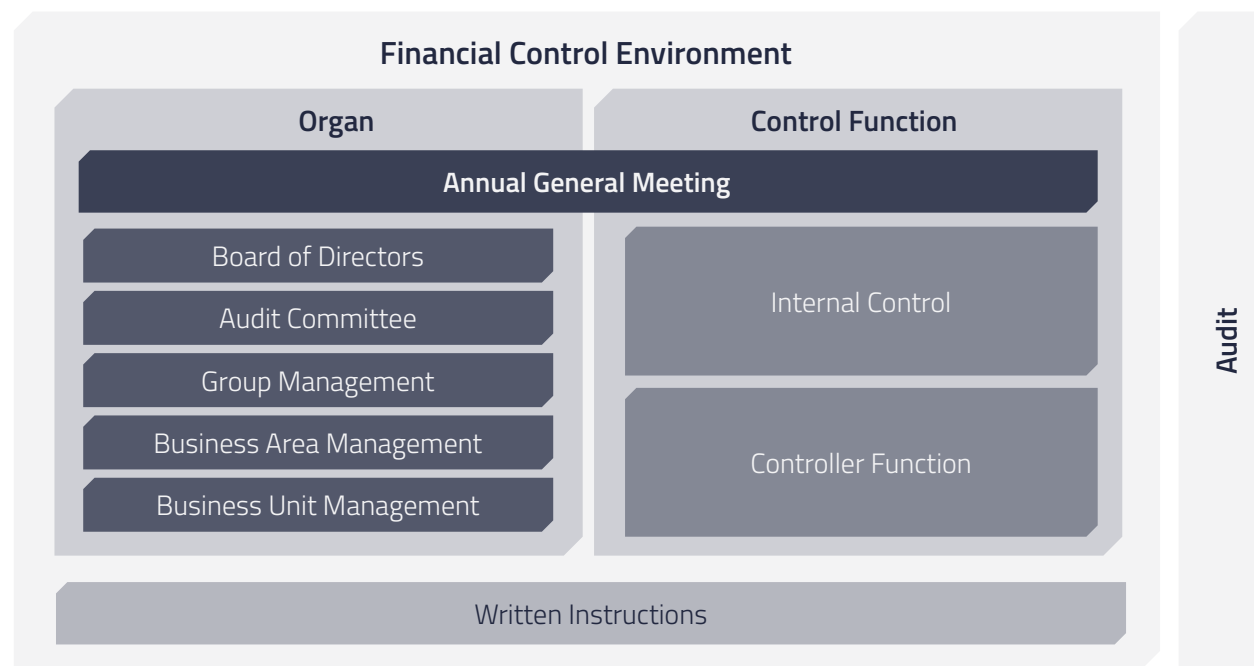 Financial Control Environment
Organ
Control Function
Annual General Meeting
Board of Directors
Audit Committee
Group Management
Business Area Management
Business Unit Management
Internal Control
Controller Function
Written Instructions
Audit